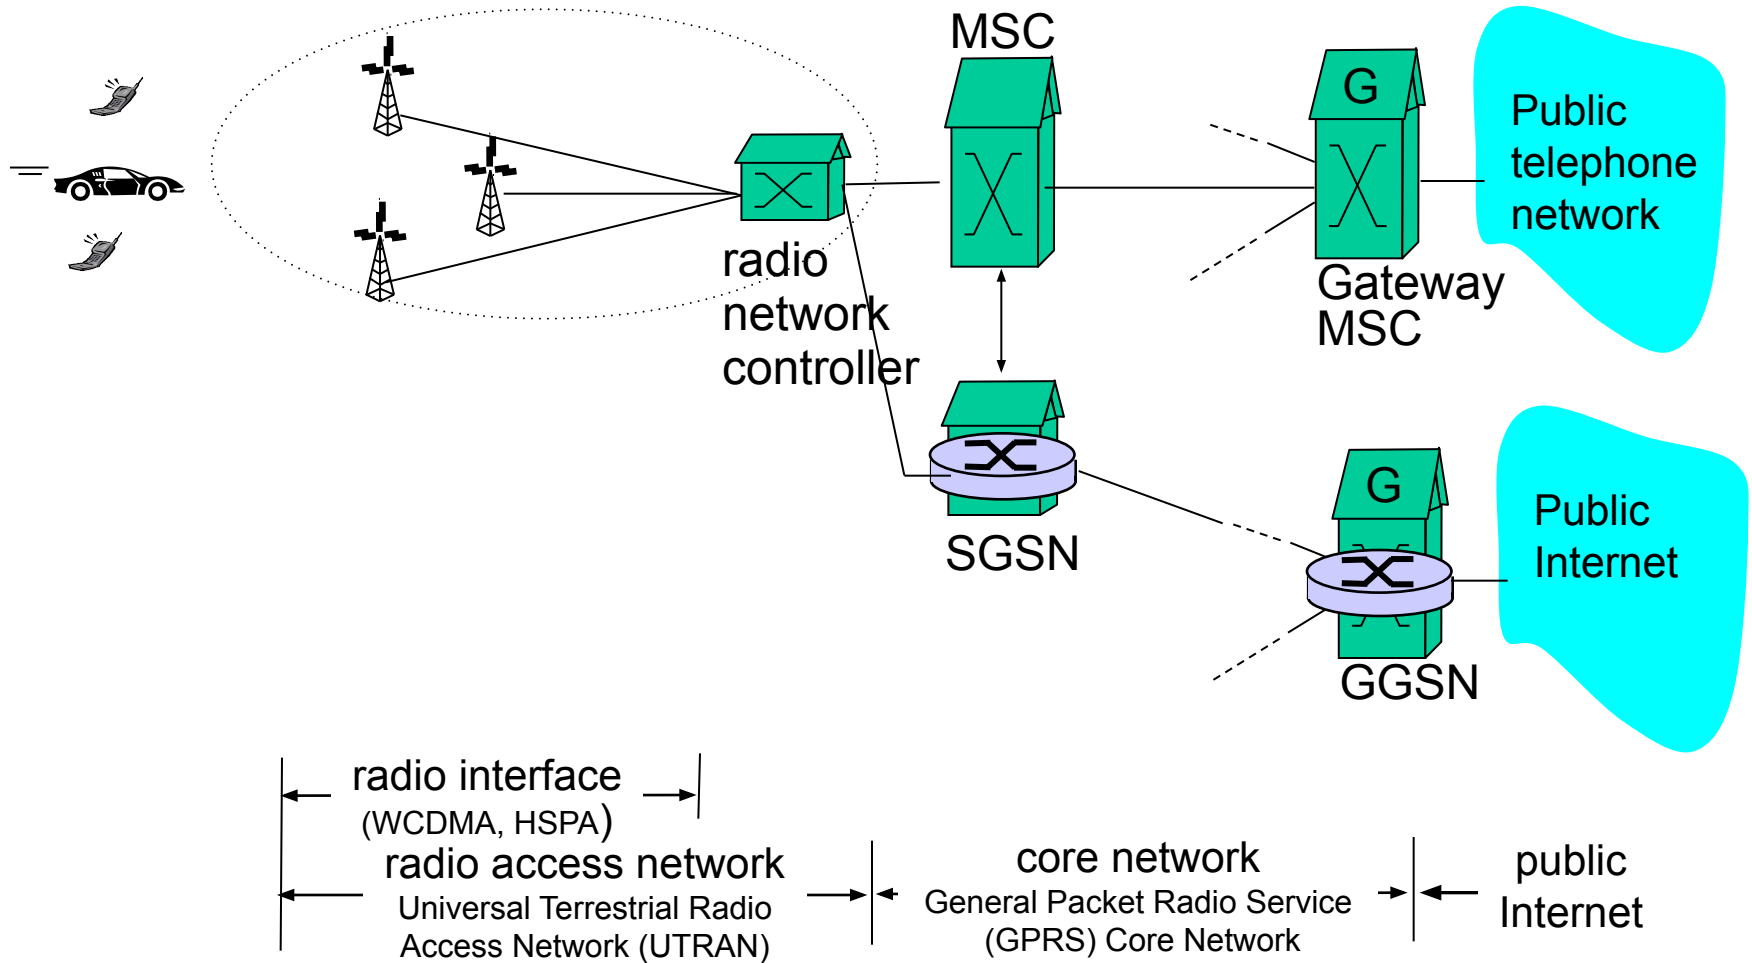 MSC
G
Public
telephone
network
radio
network
controller
Gateway
MSC
SGSN
G
Public
Internet
GGSN
radio interface
(WCDMA, HSPA)
radio access network
Universal Terrestrial Radio
Access Network (UTRAN)
core network
General Packet Radio Service
(GPRS) Core Network
public
Internet